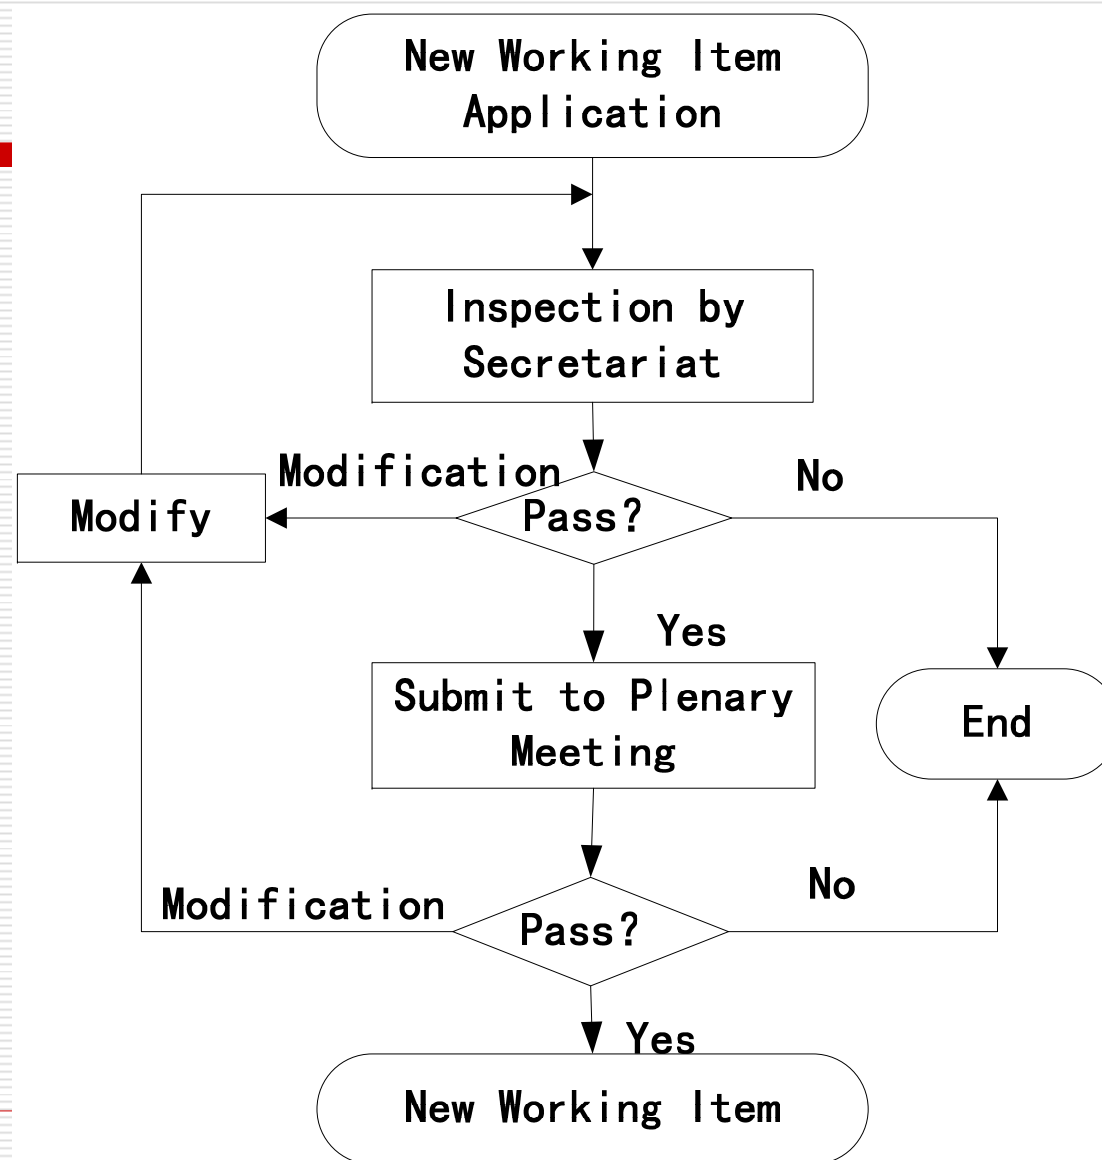 New Working Item
Application
Inspection by
Secretariat
Modification
No
Modify
Pass?
Yes
Submit to Plenary
Meeting
End
No
Modification
Pass?
Yes
New Working Item